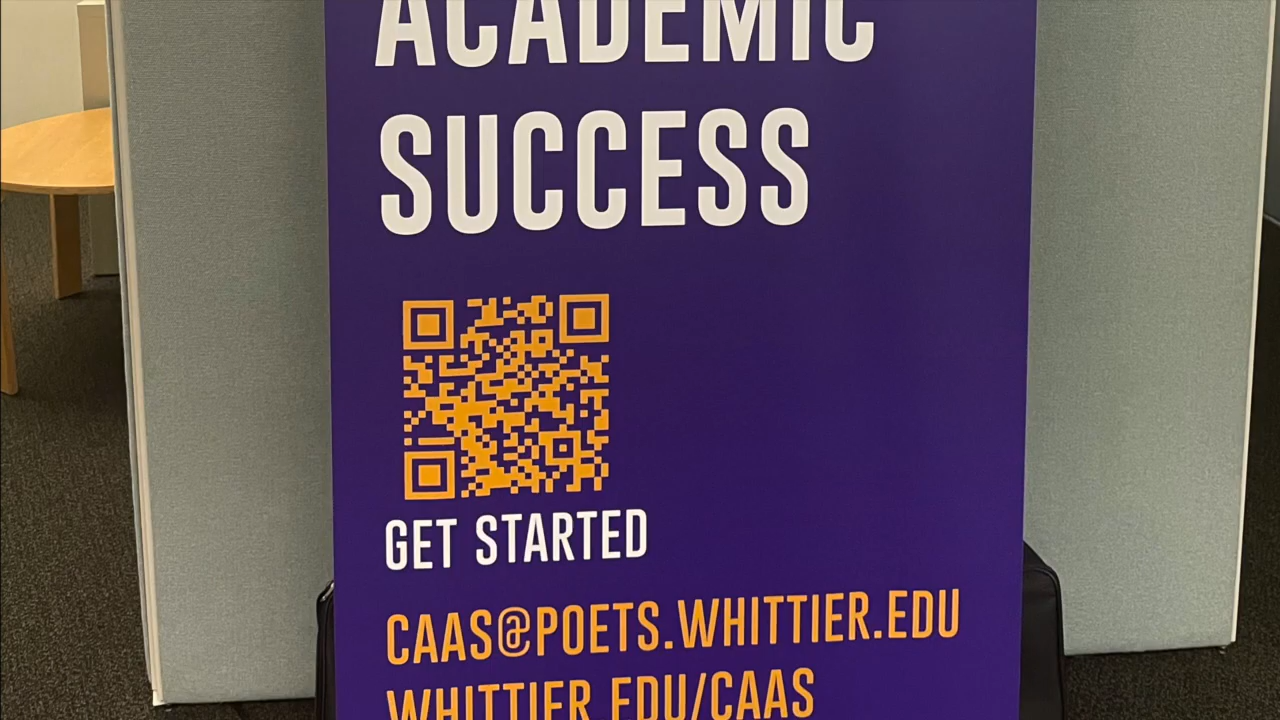 ACADEMIC
SUCCESS
GET STARTED
CAAS@POETS.WHITTIER.EDU
WHITTIER.EDU/CAAS